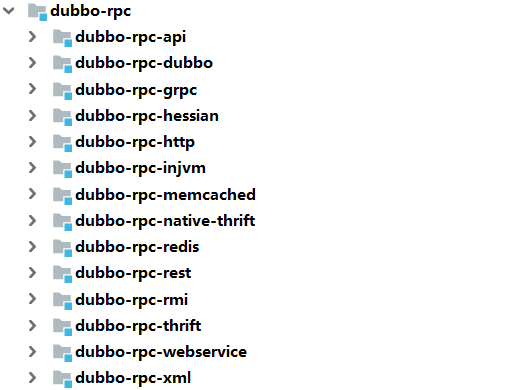 dubbo-rpc
dubbo-rpc-api
dubbo-rpc-dubbo
dubbo-rpc-grpc
dubbo-rpc-hessian
dubbo-rpc-http
dubbo-rpc-injvm
dubbo-rpc-memcached
dubbo-rpc-native-thrift
dubbo-rpc-redis
dubbo-rpc-rest
dubbo-rpc-rmi
dubbo-rpc-thrift
dubbo-rpc-webservice
dubbo-rpc-xml